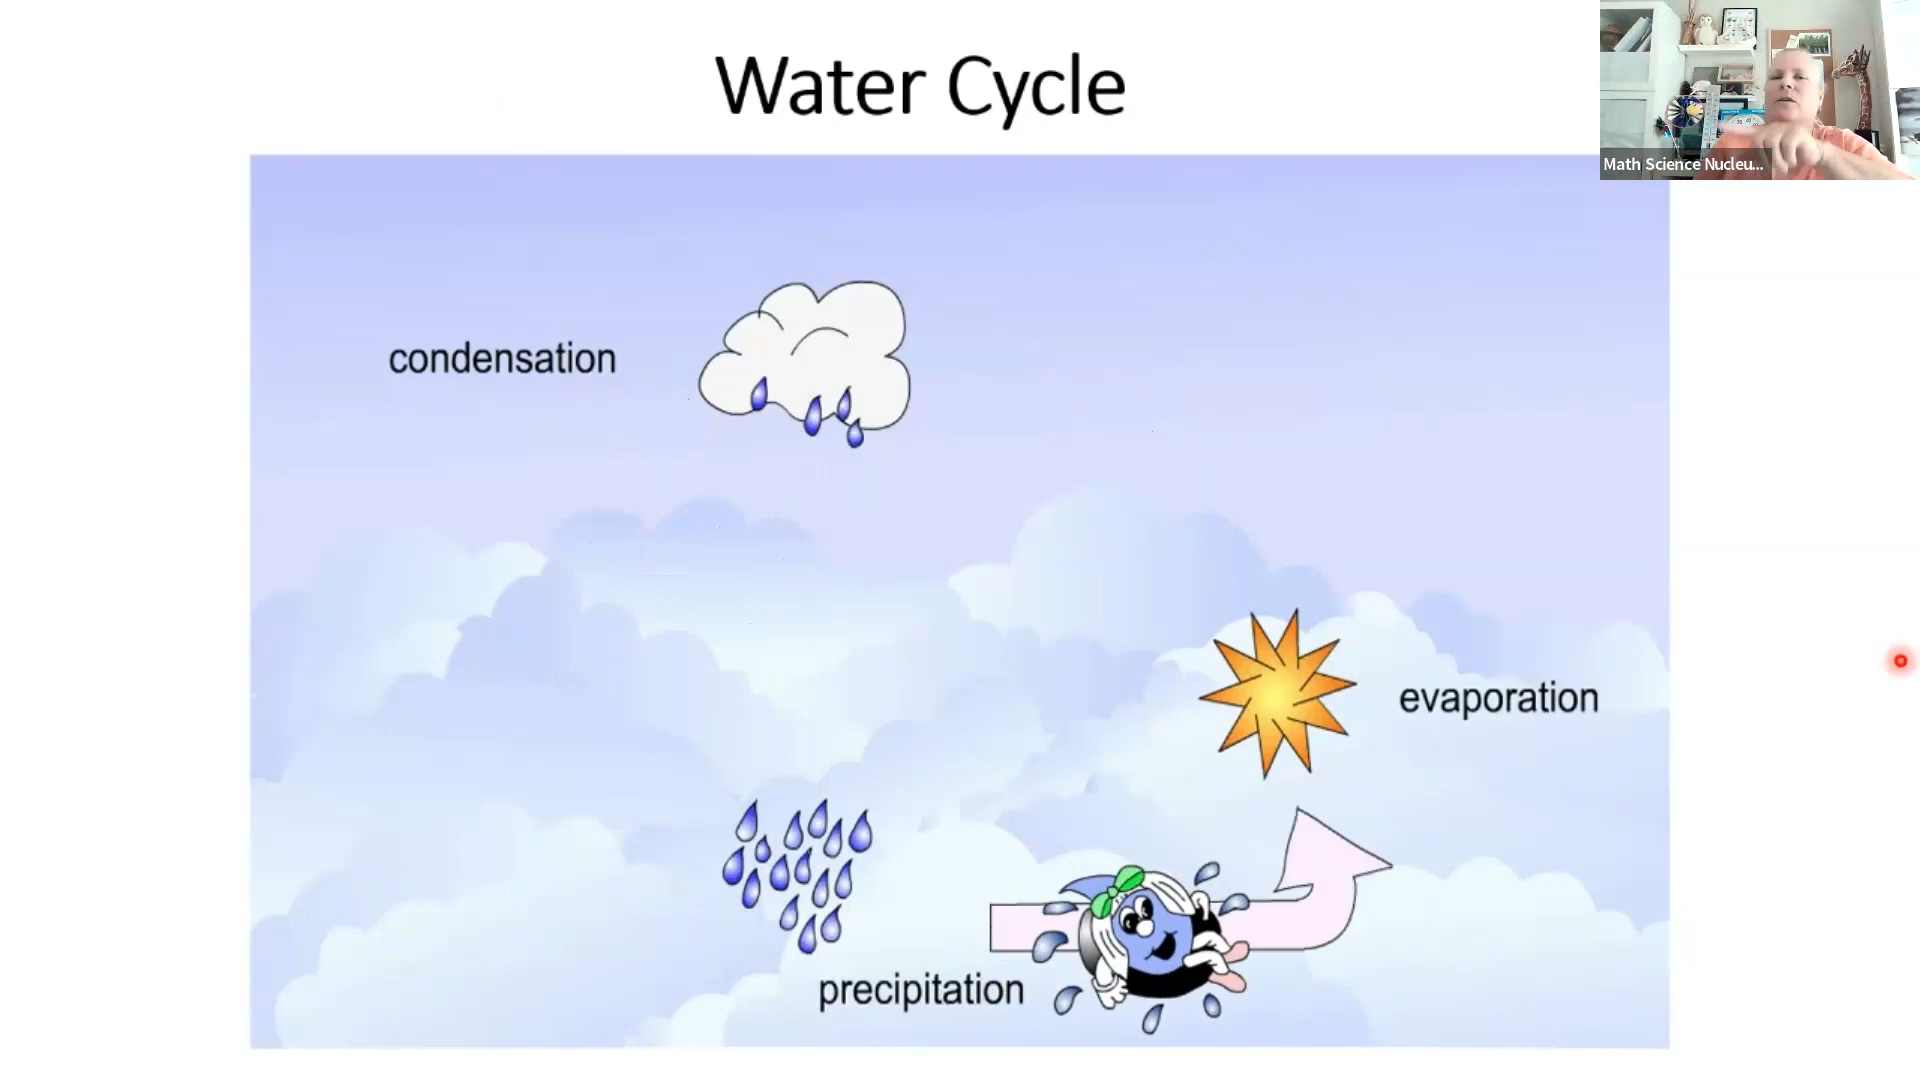 Water Cycle
Math Science Nucleu...
condensation
evaporation
precipitation